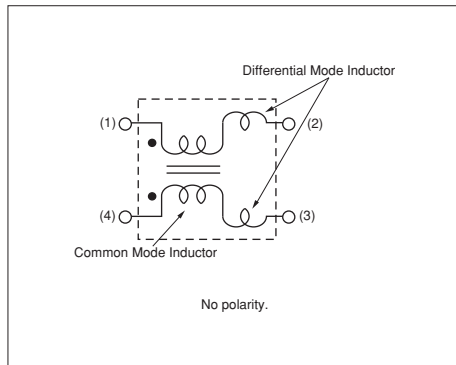 Differential Mode Inductor
(1)
(2)
(4)
(3)
Common Mode Inductor
No polarity.